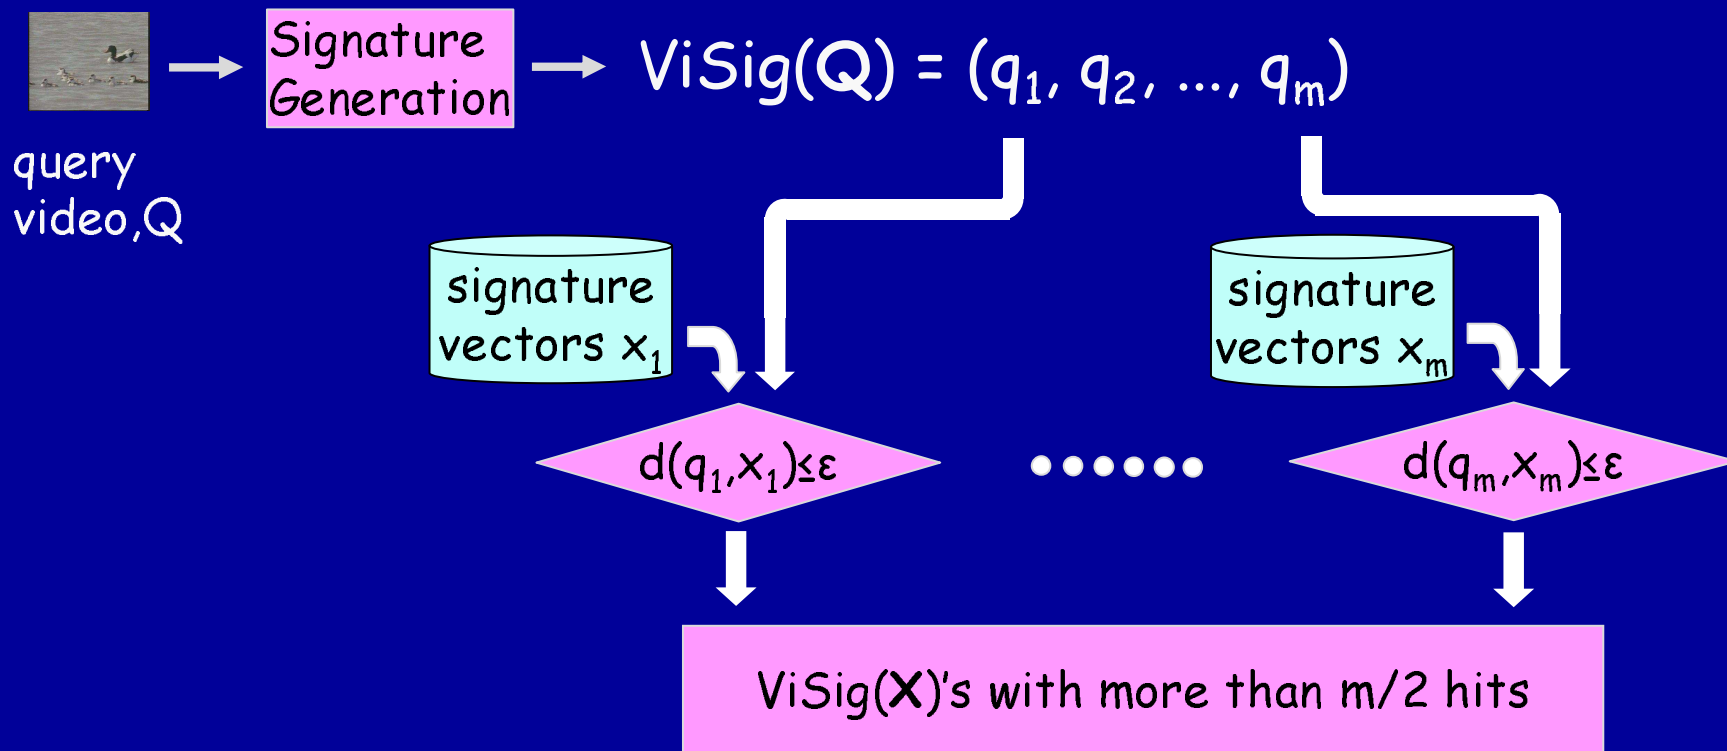 Signature
Generation
ViSig(Q) = (q₁, q₂, ..., qₘ)
query
video,Q
signature
vectors x₁
signature
vectors xₘ
d(q₁,x₁)≤ε
d(qₘ,xₘ)≤ε
ViSig(X)'s with more than m/2 hits